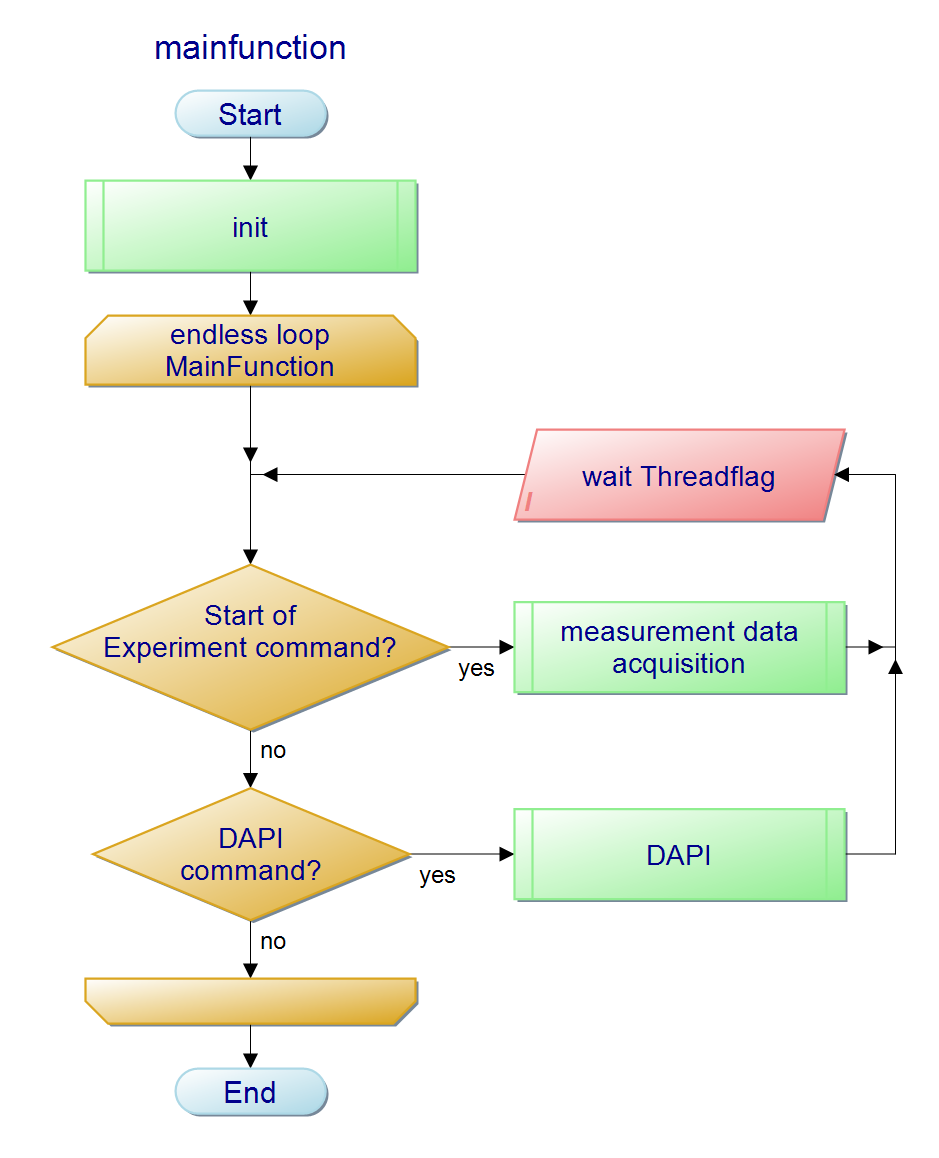 mainfunction
Start
init
endless loop
MainFunction
wait Threadflag
Start of
Experiment command?
yes
measurement data
acquisition
no
DAPI
command?
yes
DAPI
no
End